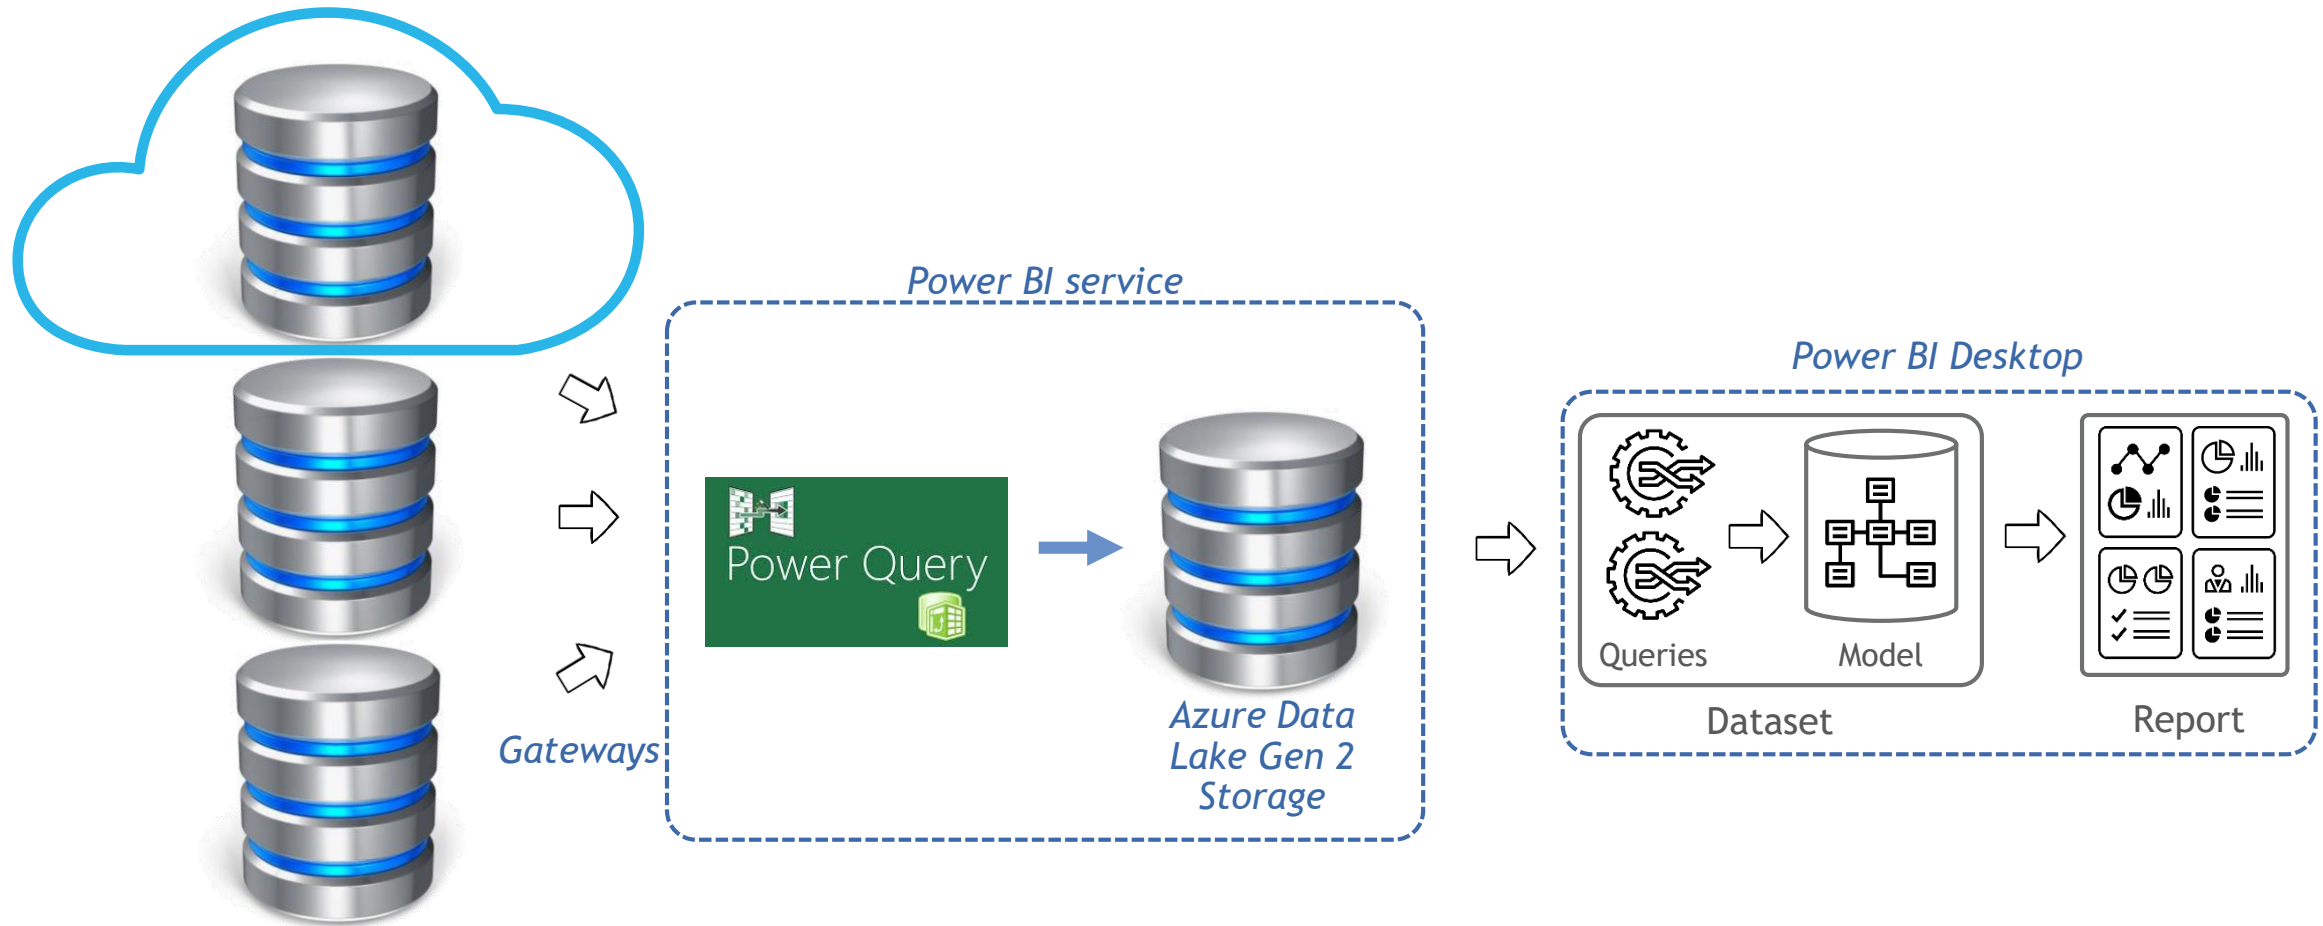 Power BI service
Power BI Desktop
Power Query
Queries
Model
Dataset
Report
Gateways
Azure Data
Lake Gen 2
Storage